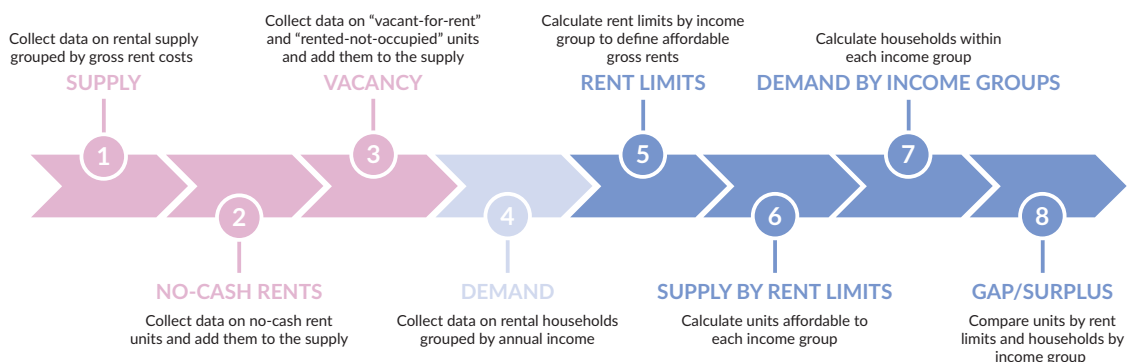 Collect data on rental supply
grouped by gross rent costs
SUPPLY
1
NO-CASH RENTS
2
Collect data on no-cash rent
units and add them to the supply
Collect data on “vacant-for-rent”
and “rented-not-occupied” units
and add them to the supply
VACANCY
3
4
DEMAND
Collect data on rental households
grouped by annual income
Calculate rent limits by income
group to define affordable
gross rents
RENT LIMITS
5
6
SUPPLY BY RENT LIMITS
Calculate units affordable to
each income group
Calculate households within
each income group
DEMAND BY INCOME GROUPS
7
8
GAP/SURPLUS
Compare units by rent
limits and households by
income group